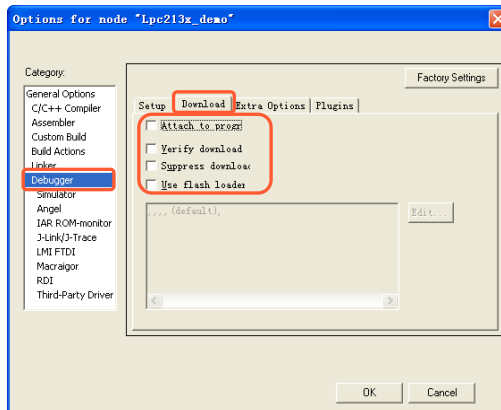 Options for node "Lpc213x_demo"
Category:
Factory Settings
General Options
C/C++ Compiler
Assembler
Custom Build
Build Actions
Linker
Debugger
Simulator
Angel
IAR ROM-monitor
J-Link/J-Trace
LMI FTDI
Macraigor
RDI
Third-Party Driver
Setup Download Extra Options Plugins
Attach to progr
Verify download
Suppress downloac
Use flash loader
,,,, (default),
Edit...
OK Cancel